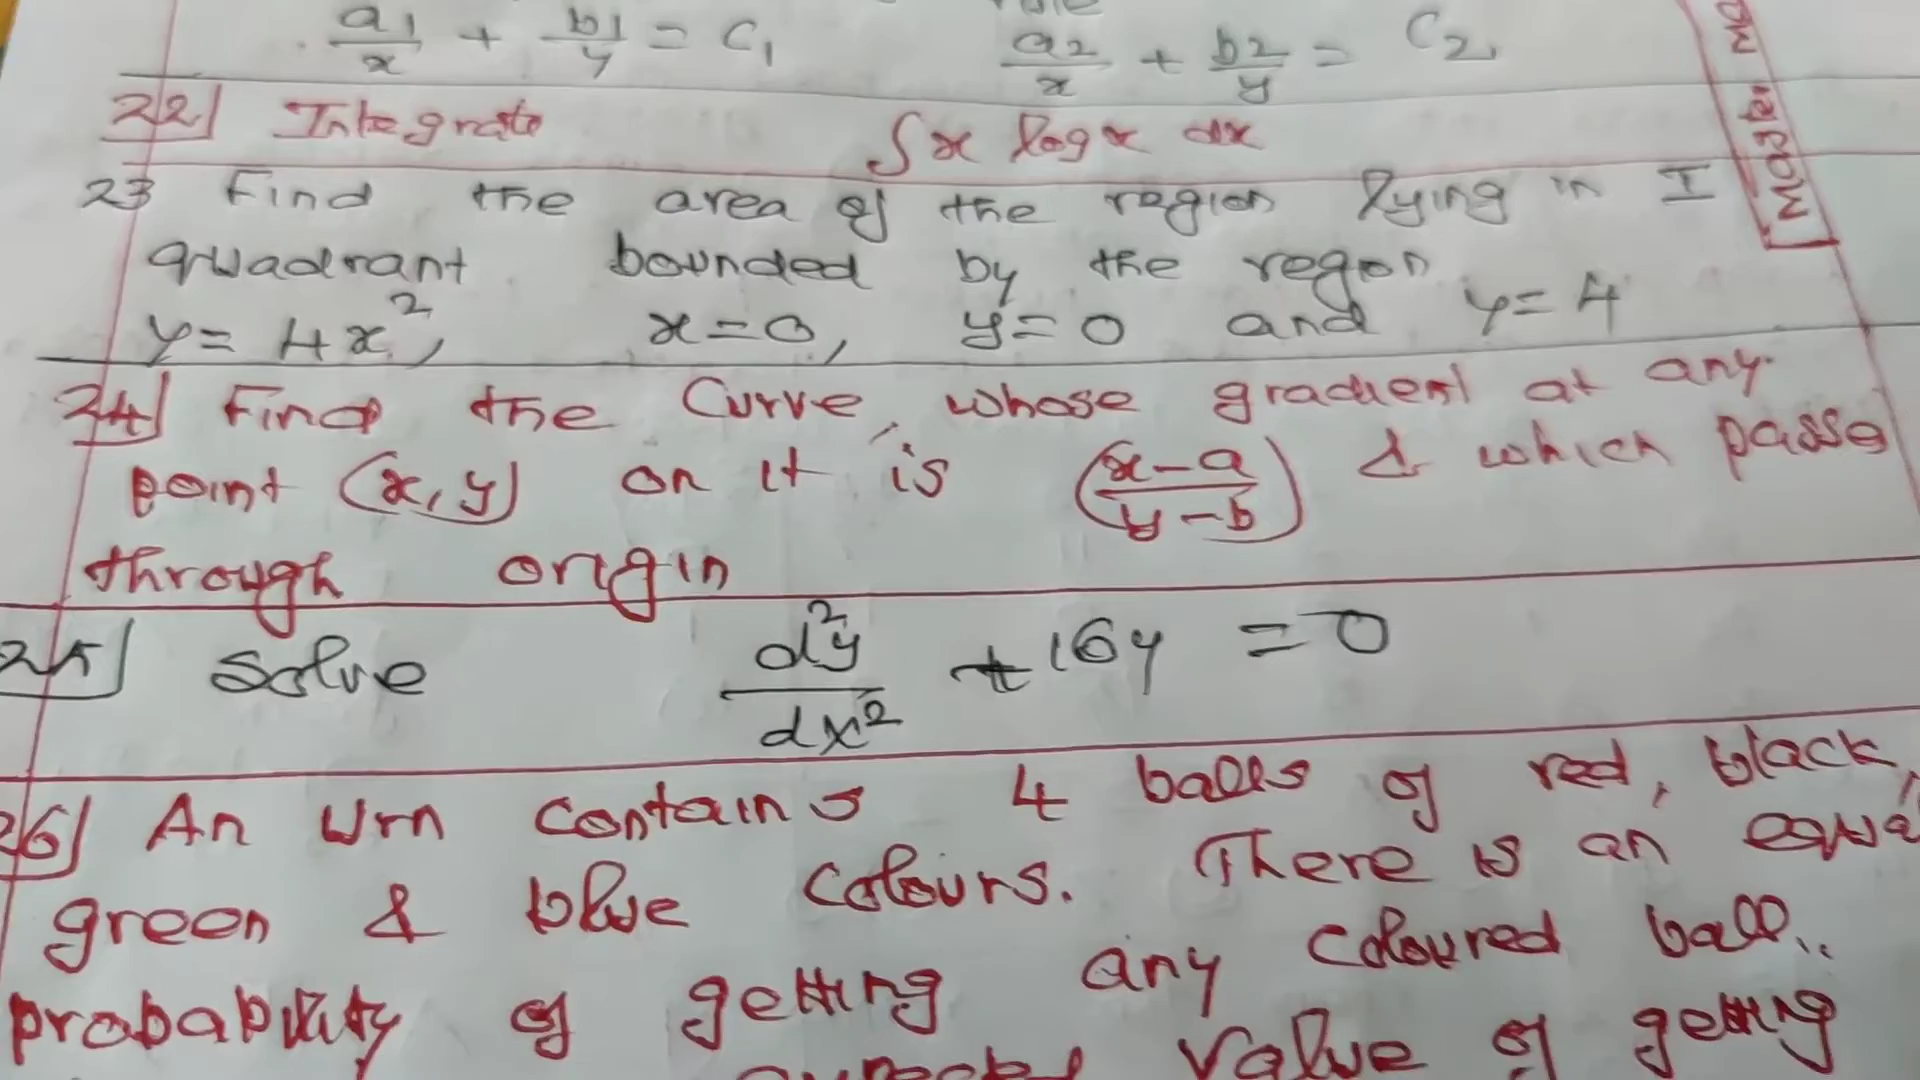 a1/x + b1/y = C1 a2/x + b2/y = C2
22] Integrate ∫x logx dx
23 Find the area of the region lying in I
quadrant bounded by the region
y = 4x², x=0, y=0 and y=4
24] Find the Curve, whose gradient at any
point (x, y) on it is (x-a/y-b) & which passe
through origin
25] Solve d²y/dx² + 16y = 0
26] An Urn contains 4 balls of red, black,
green & blue colours. There is an equa
probability of getting any coloured ball..
value of getting
Master